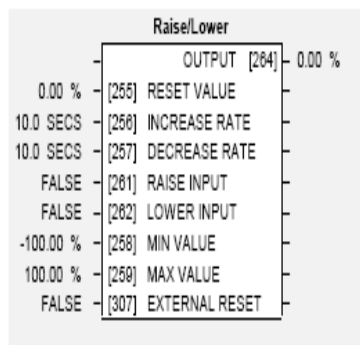 Raise/Lower
OUTPUT [264] 0.00 %
0.00 % [255] RESET VALUE
10.0 SECS [256] INCREASE RATE
10.0 SECS [257] DECREASE RATE
FALSE [261] RAISE INPUT
FALSE [262] LOWER INPUT
-100.00 % [258] MIN VALUE
100.00 % [259] MAX VALUE
FALSE [307] EXTERNAL RESET